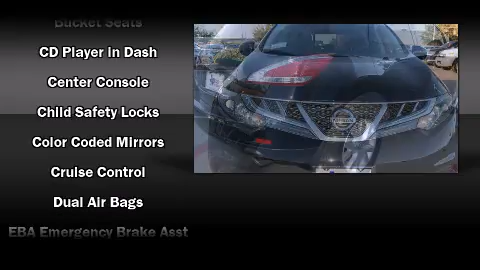 Bucket Seats
CD Player in Dash
Center Console
Child Safety Locks
Color Coded Mirrors
Cruise Control
Dual Air Bags
EBA Emergency Brake Asst